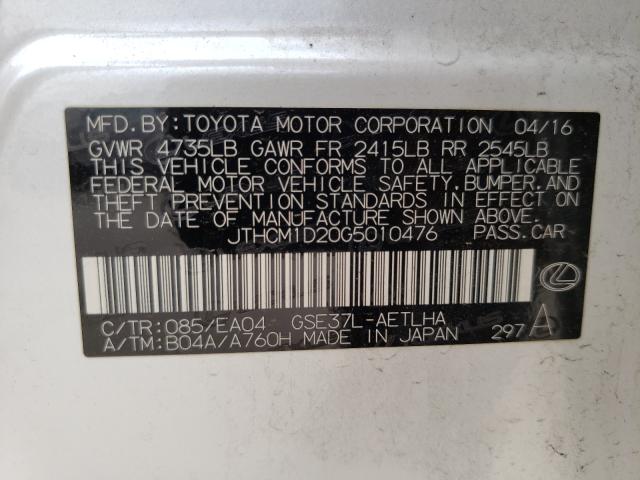 MFD.BY:TOYOTA MOTOR CORPORATION 04/16
GVWR 4735LB GAWR FR 2415LB RR 2545LB
THIS VEHICLE CONFORMS TO ALL APPLICABLE
FEDERAL MOTOR VEHICLE SAFETY,BUMPER,AND
THEFT PREVENTION STANDARDS IN EFFECT ON
THE DATE OF MANUFACTURE SHOWN ABOVE.
JTHCM1D20G5010476 PASS.CAR
C/TR:085/EA04 GSE37L-AETLHA
A/TM:B04A/A760H MADE IN JAPAN 297 A